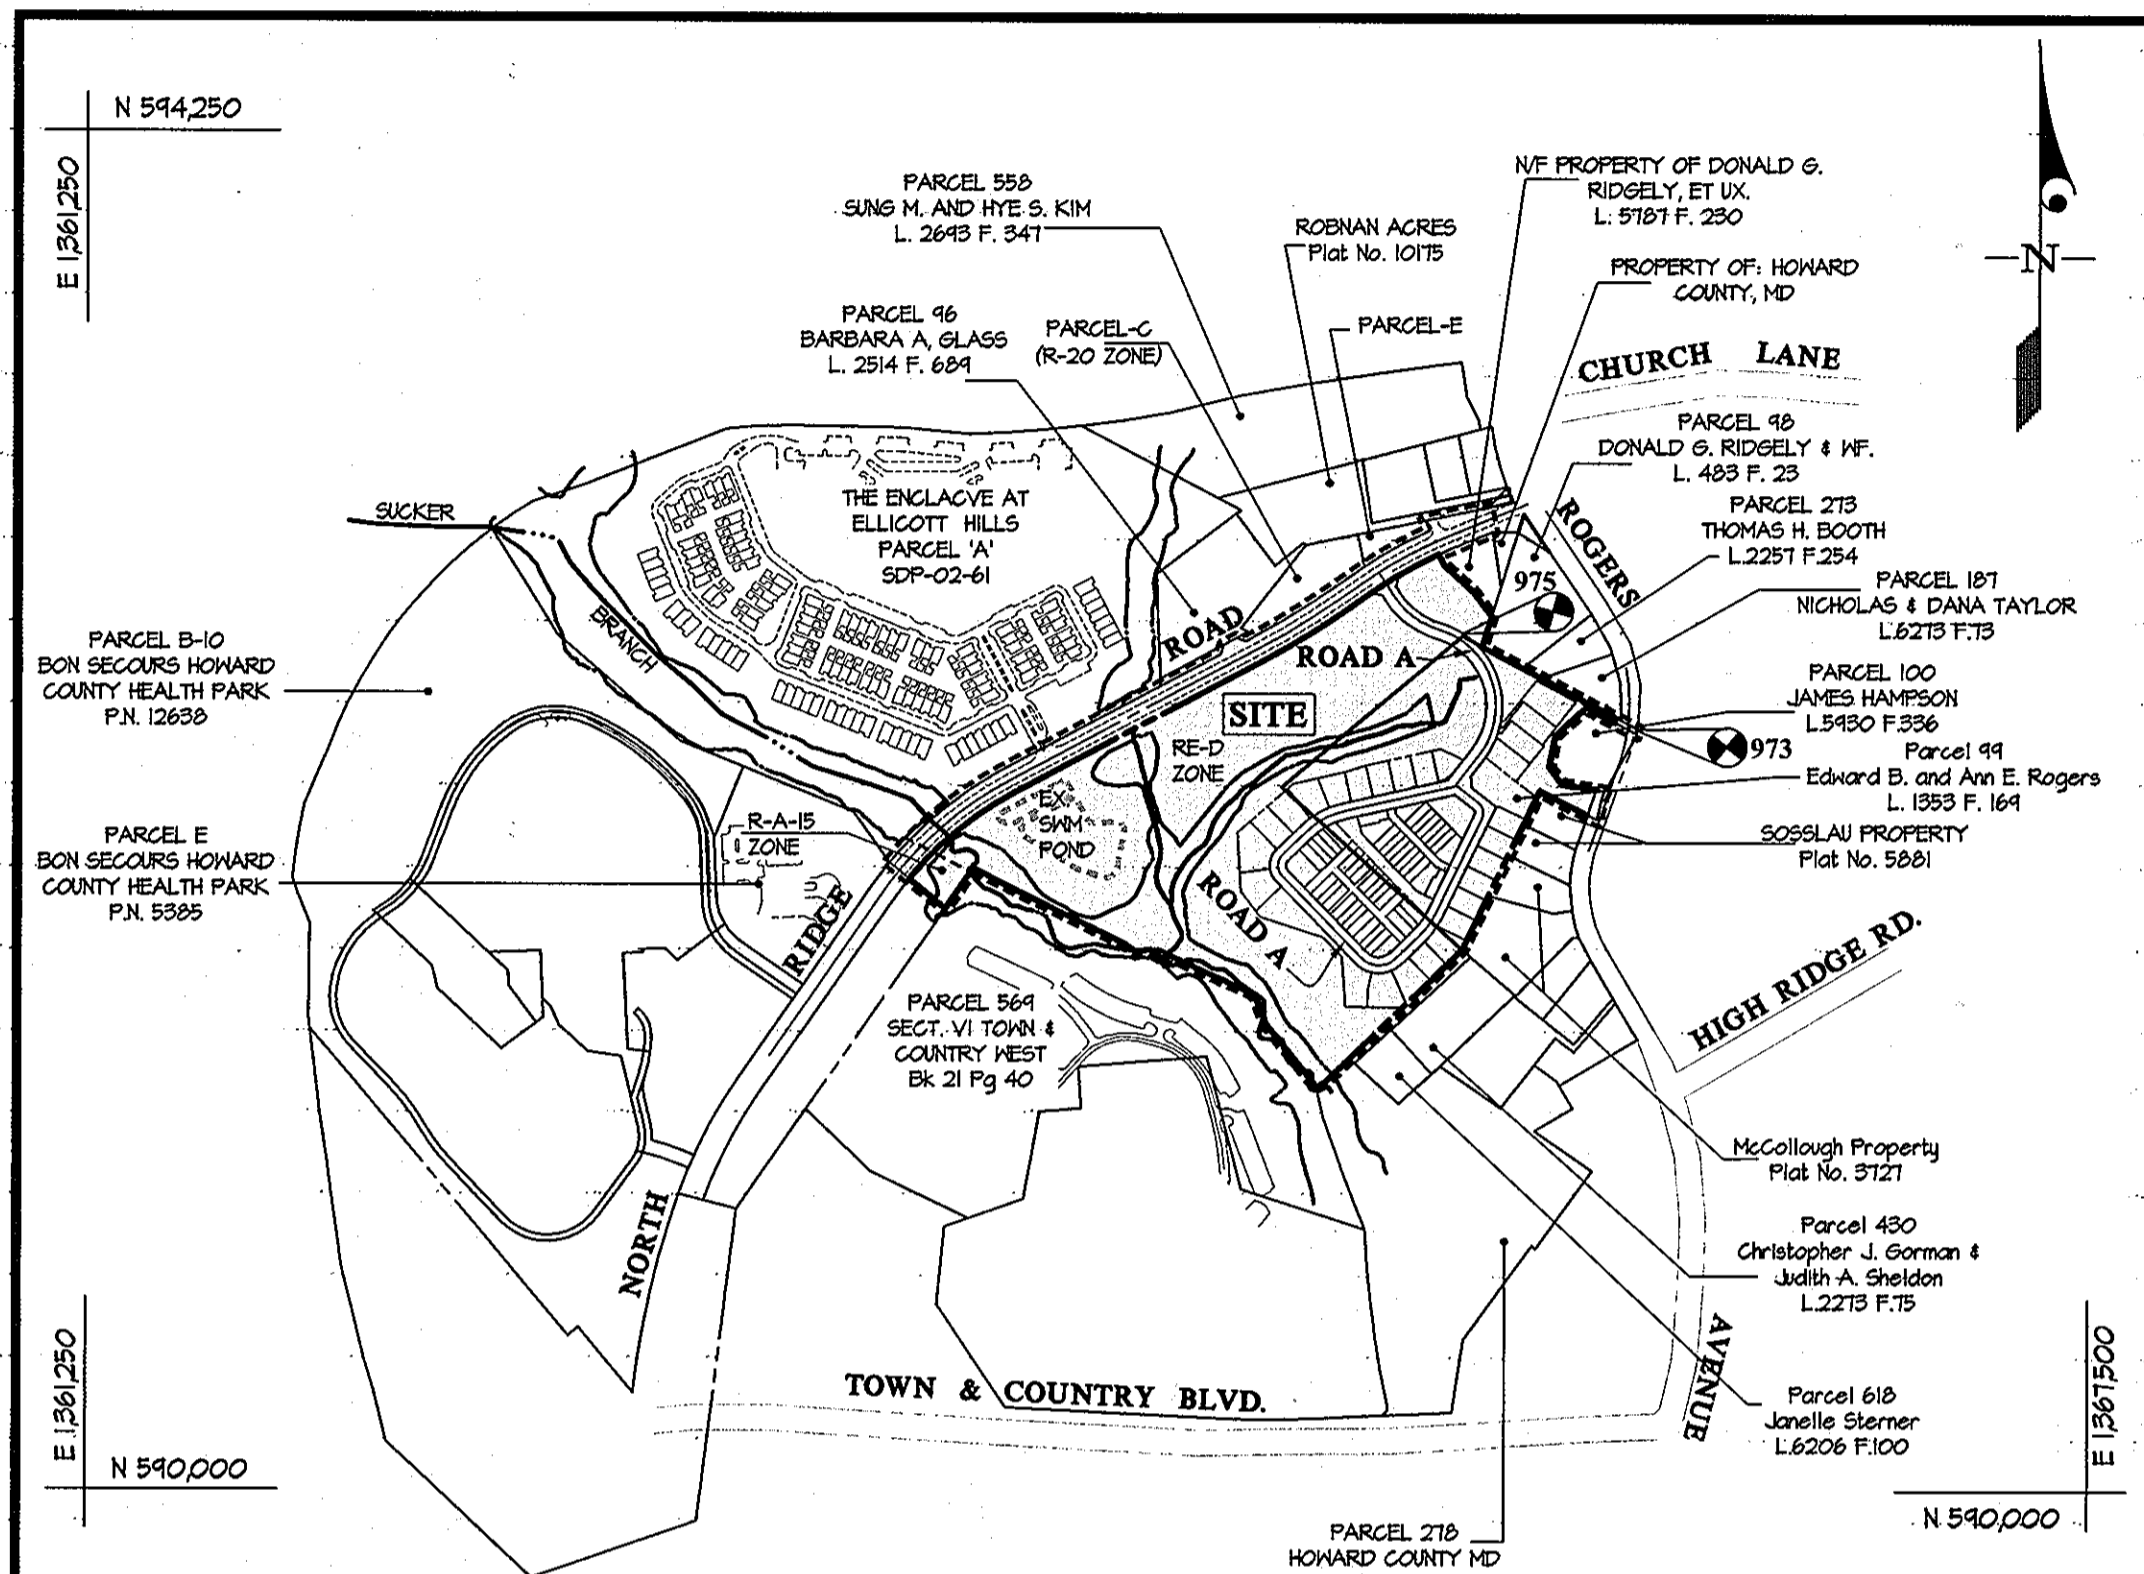 N 594,250
E 1,361,250
PARCEL 558
SUNG M. AND HYE S. KIM
L. 2693 F. 347
ROBNAN ACRES
Plat No. 10175
N/F PROPERTY OF DONALD G.
RIDGELY, ET UX.
L. 5787 F. 230
PROPERTY OF: HOWARD
COUNTY, MD
-N-
PARCEL 96
BARBARA A, GLASS
L. 2514 F. 689
PARCEL-C
(R-20 ZONE)
PARCEL-E
CHURCH LANE
PARCEL 98
DONALD G. RIDGELY & WF.
L. 483 F. 23
SUCKER
BRANCH
THE ENCLACVE AT
ELLICOTT HILLS
PARCEL 'A'
SDP-02-61
ROGERS
PARCEL 273
THOMAS H. BOOTH
L.2257 F.254
975
PARCEL 187
NICHOLAS & DANA TAYLOR
L.6273 F.73
PARCEL B-10
BON SECOURS HOWARD
COUNTY HEALTH PARK
P.N. 12638
ROAD
ROAD A
SITE
RE-D
ZONE
PARCEL 100
JAMES HAMPSON
L.5930 F.336
973
Parcel 99
Edward B. and Ann E. Rogers
L. 1353 F. 169
EX.
SWM
POND
R-A-15
ZONE
PARCEL E
BON SECOURS HOWARD
COUNTY HEALTH PARK
P.N. 5385
SOSSLAU PROPERTY
Plat No. 5881
RIDGE
ROAD A
HIGH RIDGE RD.
PARCEL 569
SECT. VI TOWN &
COUNTRY WEST
Bk 21 Pg 40
McCollough Property
Plat No. 3727
NORTH
Parcel 430
Christopher J. Gorman &
Judith A. Sheldon
L.2273 F.75
E 1,361,250
N 590,000
TOWN & COUNTRY BLVD.
AVENUE
Parcel 618
Janelle Sterner
L.6206 F.100
E 1,367,500
N 590,000
PARCEL 278
HOWARD COUNTY MD